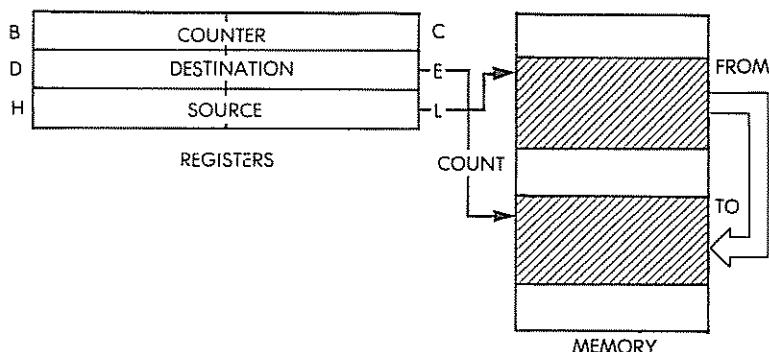 B COUNTER C
D DESTINATION E
H SOURCE L
REGISTERS
COUNT
FROM
TO
MEMORY